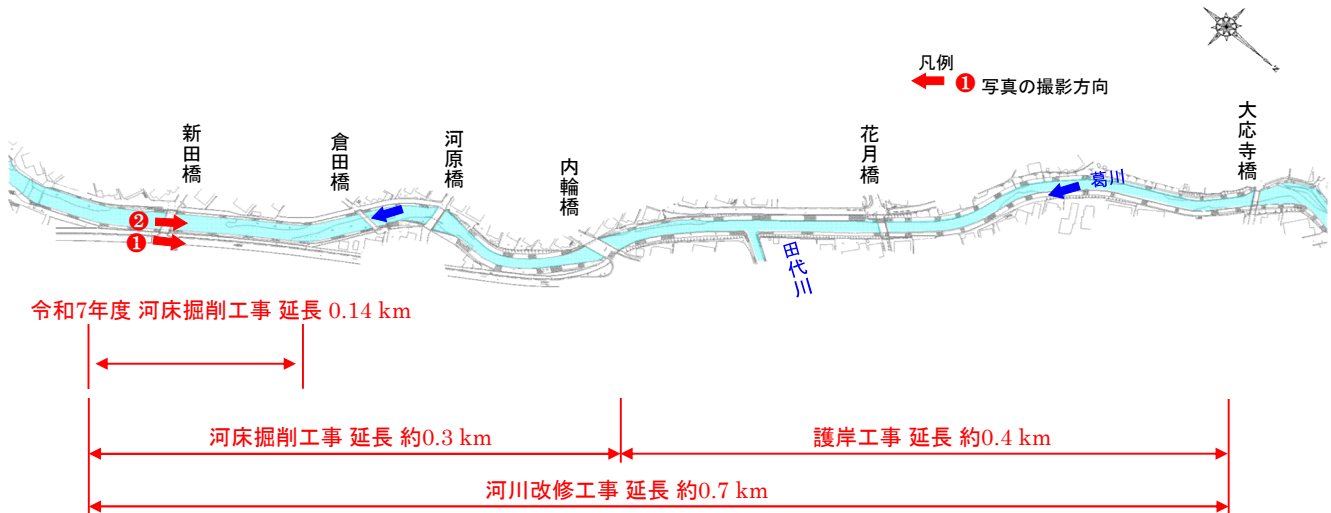 凡例
❶ 写真の撮影方向
新田橋
倉田橋
河原橋
内輪橋
花月橋
大応寺橋
葛川
田代川
❷
❶
N
令和7年度 河床掘削工事 延長 0.14 km
河床掘削工事 延長 約0.3 km
護岸工事 延長 約0.4 km
河川改修工事 延長 約0.7 km